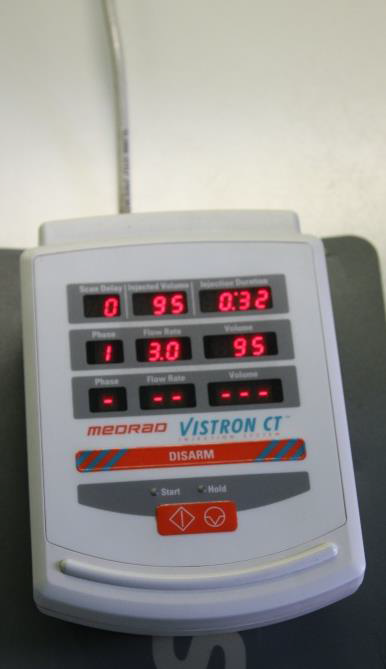 Scan Delay Injected Volume Injection Duration
0 95 0:32
Phase Flow Rate Volume
1 3.0 95
Phase Flow Rate Volume
- -- ---
MEDRAD VISTRON CT™
INJECTION SYSTEM
DISARM
Start Hold
S